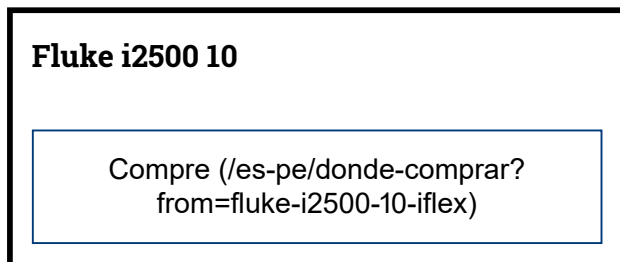 Fluke i2500 10
Compre (/es-pe/donde-comprar?
from=fluke-i2500-10-iflex)